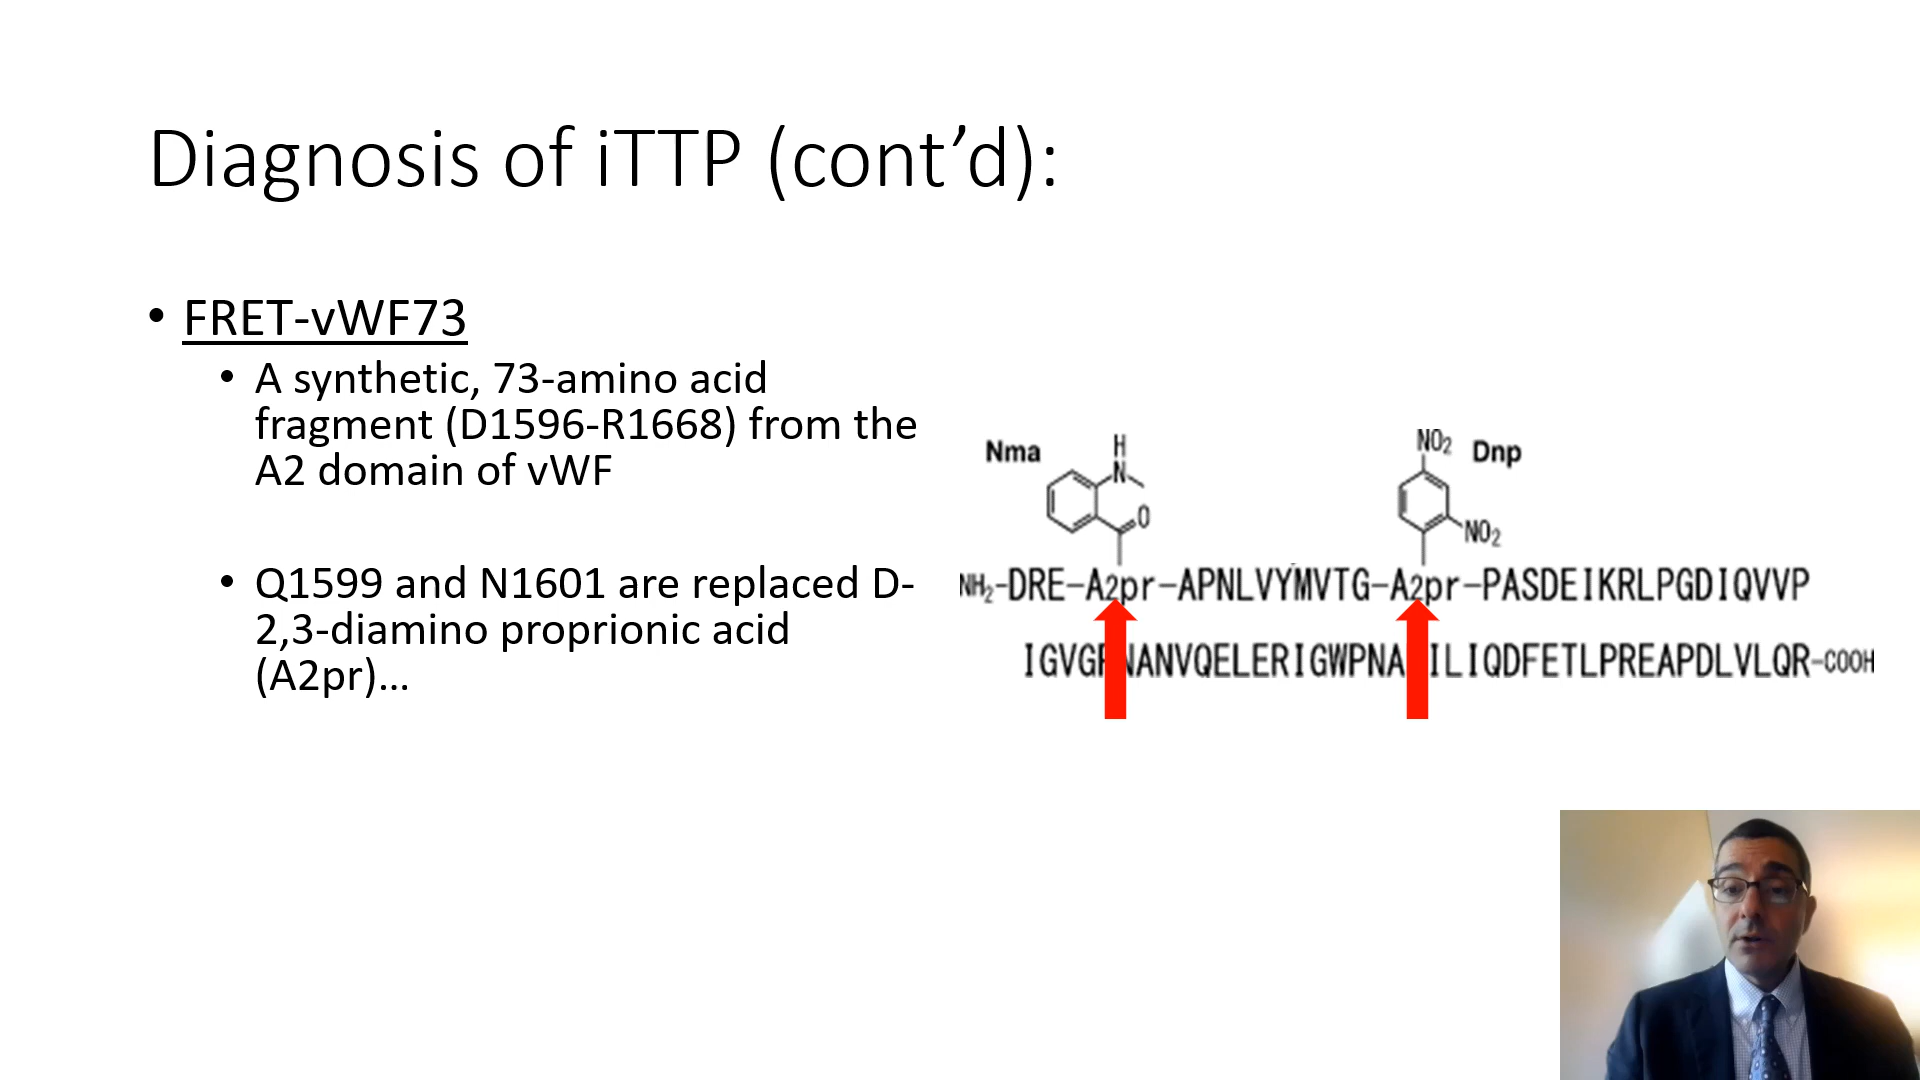 Diagnosis of iTTP (cont’d):
• FRET-vWF73
• A synthetic, 73-amino acid
fragment (D1596-R1668) from the
A2 domain of vWF
• Q1599 and N1601 are replaced D-
2,3-diamino proprionic acid
(A2pr)…
Nma
H
N
O
NO2
Dnp
NO2
NH2-DRE-A2pr-APNLVYMVTG-A2pr-PASDEIKRLPGDIQVVP
ANVQELERIGWPNA ILIQDFETLPREAPDLVLQR-COOH